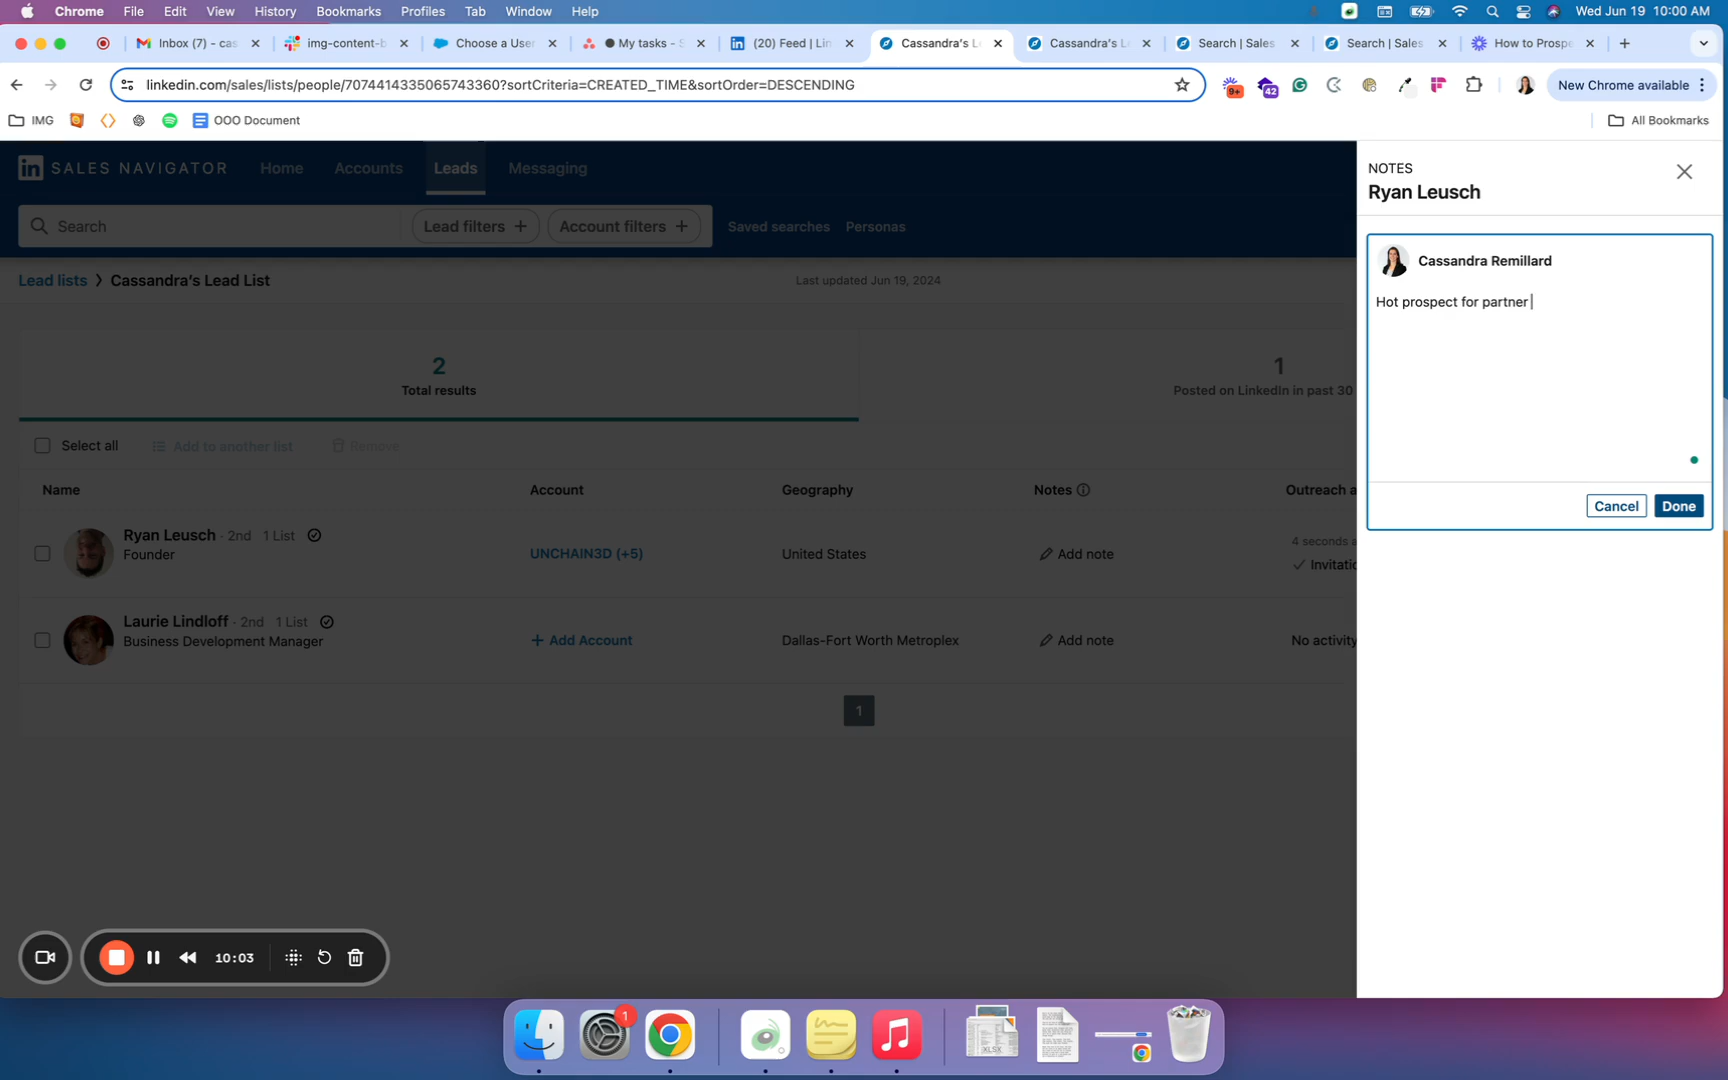 Chrome File Edit View History Bookmarks Profiles Tab Window Help
Wed Jun 19 10:00 AM
Inbox (7) - cas
img-content-b
Choose a User
My tasks - S
(20) Feed | Lin
Cassandra's L
Cassandra's L
Search | Sales
Search | Sales
How to Prospe
linkedin.com/sales/lists/people/7074414335065743360?sortCriteria=CREATED_TIME&sortOrder=DESCENDING
9+
42
New Chrome available
IMG
OOO Document
All Bookmarks
in SALES NAVIGATOR
Home Accounts Leads Messaging
Search
Lead filters +
Account filters +
Saved searches
Personas
Lead lists > Cassandra's Lead List
Last updated Jun 19, 2024
2
Total results
1
Posted on LinkedIn in past 30
Select all
Add to another list
Remove
Name Account Geography Notes Outreach a
Ryan Leusch · 2nd 1 List
Founder
UNCHAIN3D (+5)
United States
Add note
4 seconds a
Invitatio
Laurie Lindloff · 2nd 1 List
Business Development Manager
+ Add Account
Dallas-Fort Worth Metroplex
Add note
No activity
1
NOTES
Ryan Leusch
Cassandra Remillard
Hot prospect for partner
Cancel
Done
10:03
1
XLSX